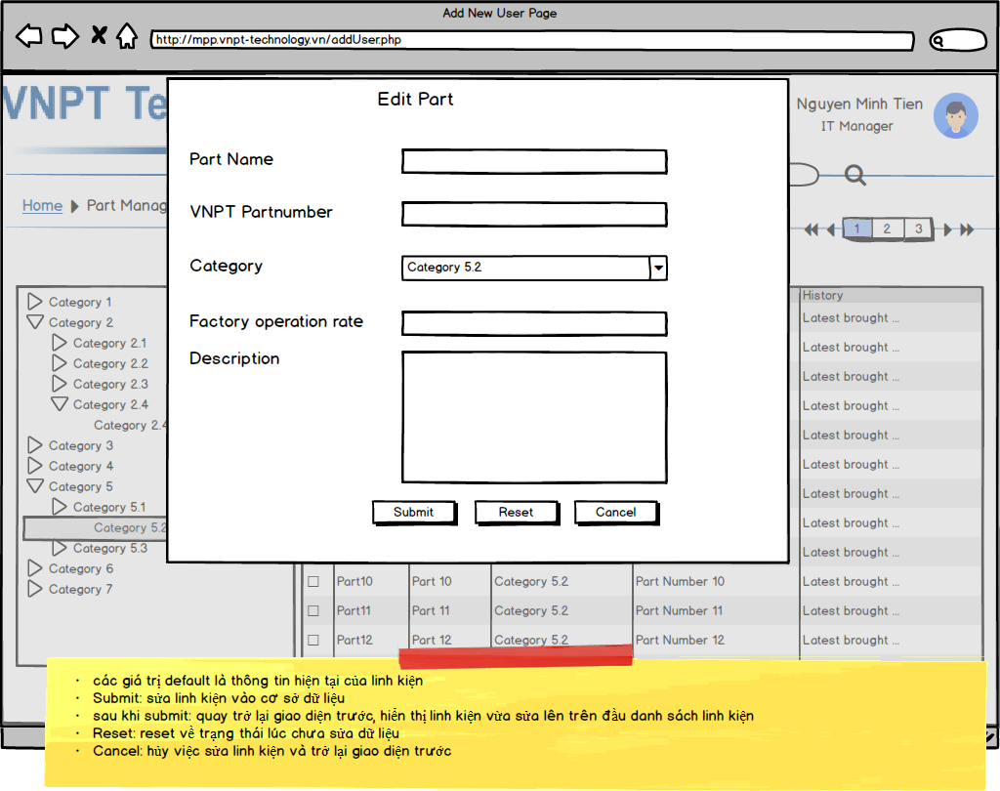 Add New User Page
http://mpp.vnpt-technology.vn/addUser.php
VNPT Te
Nguyen Minh Tien
IT Manager
Home Part Manag
1 2 3
Edit Part
Part Name
VNPT Partnumber
Category
Category 5.2
Factory operation rate
Description
Submit Reset Cancel
Category 1
Category 2
Category 2.1
Category 2.2
Category 2.3
Category 2.4
Category 2.4
Category 3
Category 4
Category 5
Category 5.1
Category 5.2
Category 5.3
Category 6
Category 7
History
Latest brought ...
Latest brought ...
Latest brought ...
Latest brought ...
Latest brought ...
Latest brought ...
Latest brought ...
Latest brought ...
Latest brought ...
Part10 Part 10 Category 5.2 Part Number 10 Latest brought ...
Part11 Part 11 Category 5.2 Part Number 11 Latest brought ...
Part12 Part 12 Category 5.2 Part Number 12 Latest brought ...
• các giá trị default là thông tin hiện tại của linh kiện
• Submit: sửa linh kiện vào cơ sở dữ liệu
• sau khi submit: quay trở lại giao diện trước, hiển thị linh kiện vừa sửa lên trên đầu danh sách linh kiện
• Reset: reset về trạng thái lúc chưa sửa dữ liệu
• Cancel: hủy việc sửa linh kiện và trở lại giao diện trước